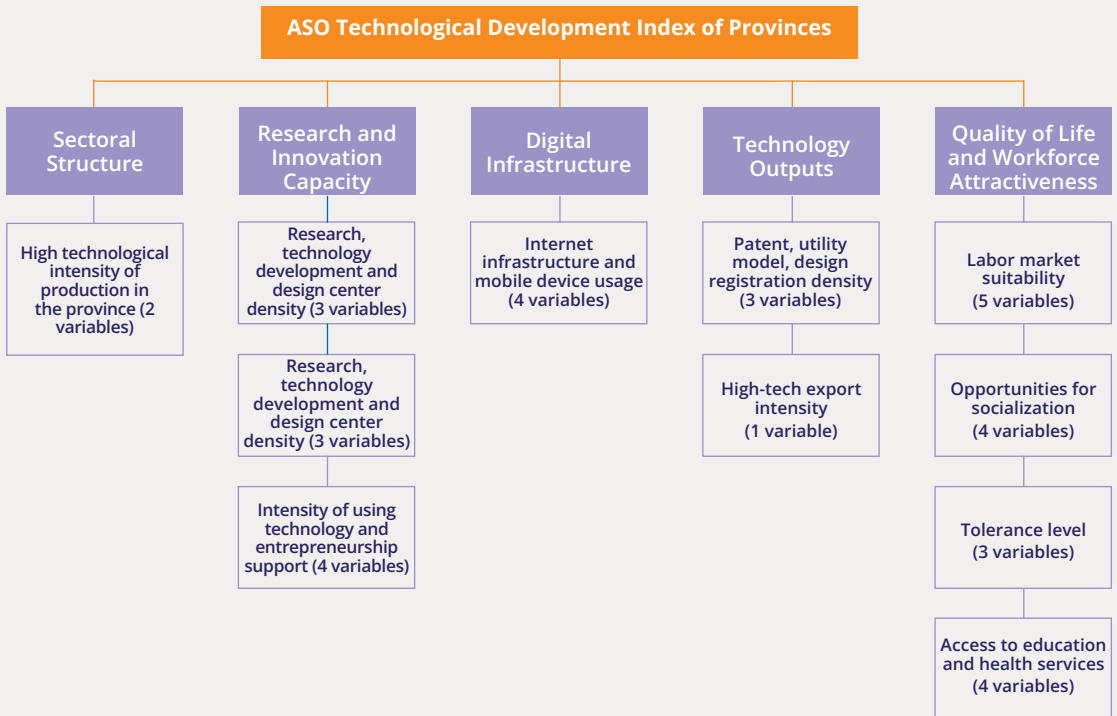 ASO Technological Development Index of Provinces
Sectoral
Structure
High technological
intensity of
production in
the province (2
variables)
Research and
Innovation
Capacity
Research,
technology
development and
design center
density (3 variables)
Research,
technology
development and
design center
density (3 variables)
Intensity of using
technology and
entrepreneurship
support (4 variables)
Digital
Infrastructure
Internet
infrastructure and
mobile device usage
(4 variables)
Technology
Outputs
Patent, utility
model, design
registration density
(3 variables)
High-tech export
intensity
(1 variable)
Quality of Life
and Workforce
Attractiveness
Labor market
suitability
(5 variables)
Opportunities for
socialization
(4 variables)
Tolerance level
(3 variables)
Access to education
and health services
(4 variables)